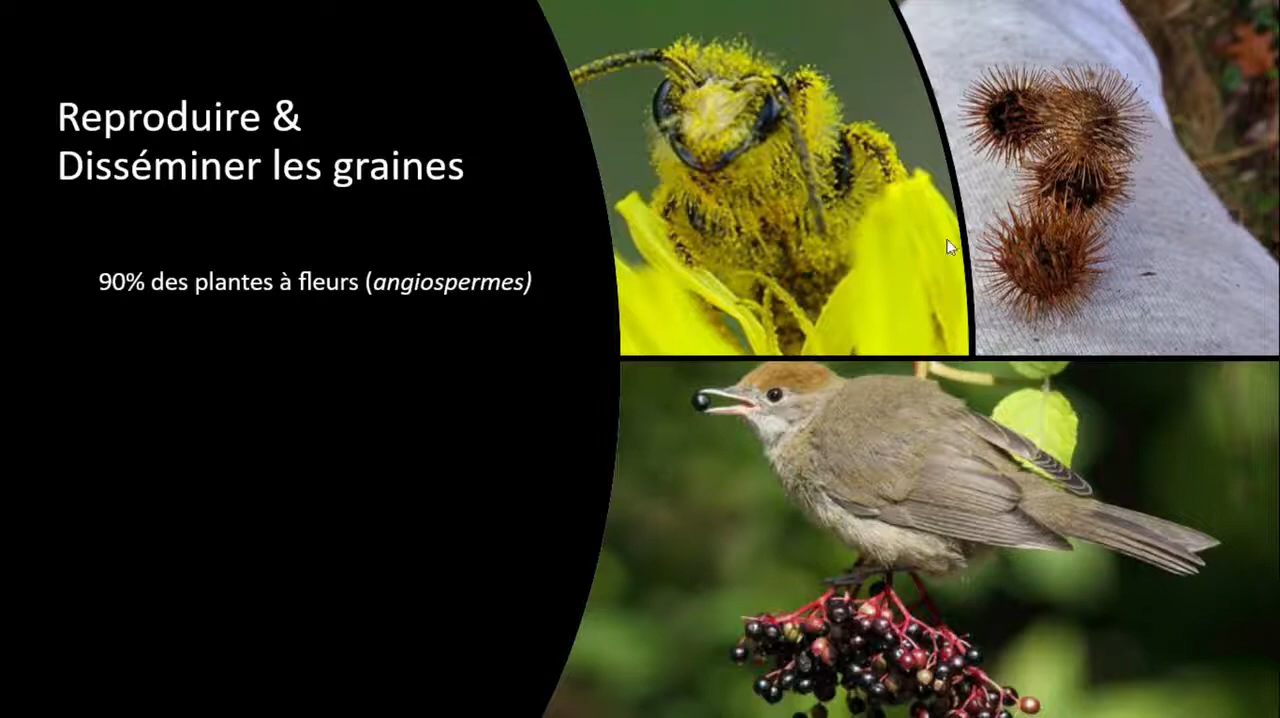 Reproduire &
Disséminer les graines
90% des plantes à fleurs (angiospermes)